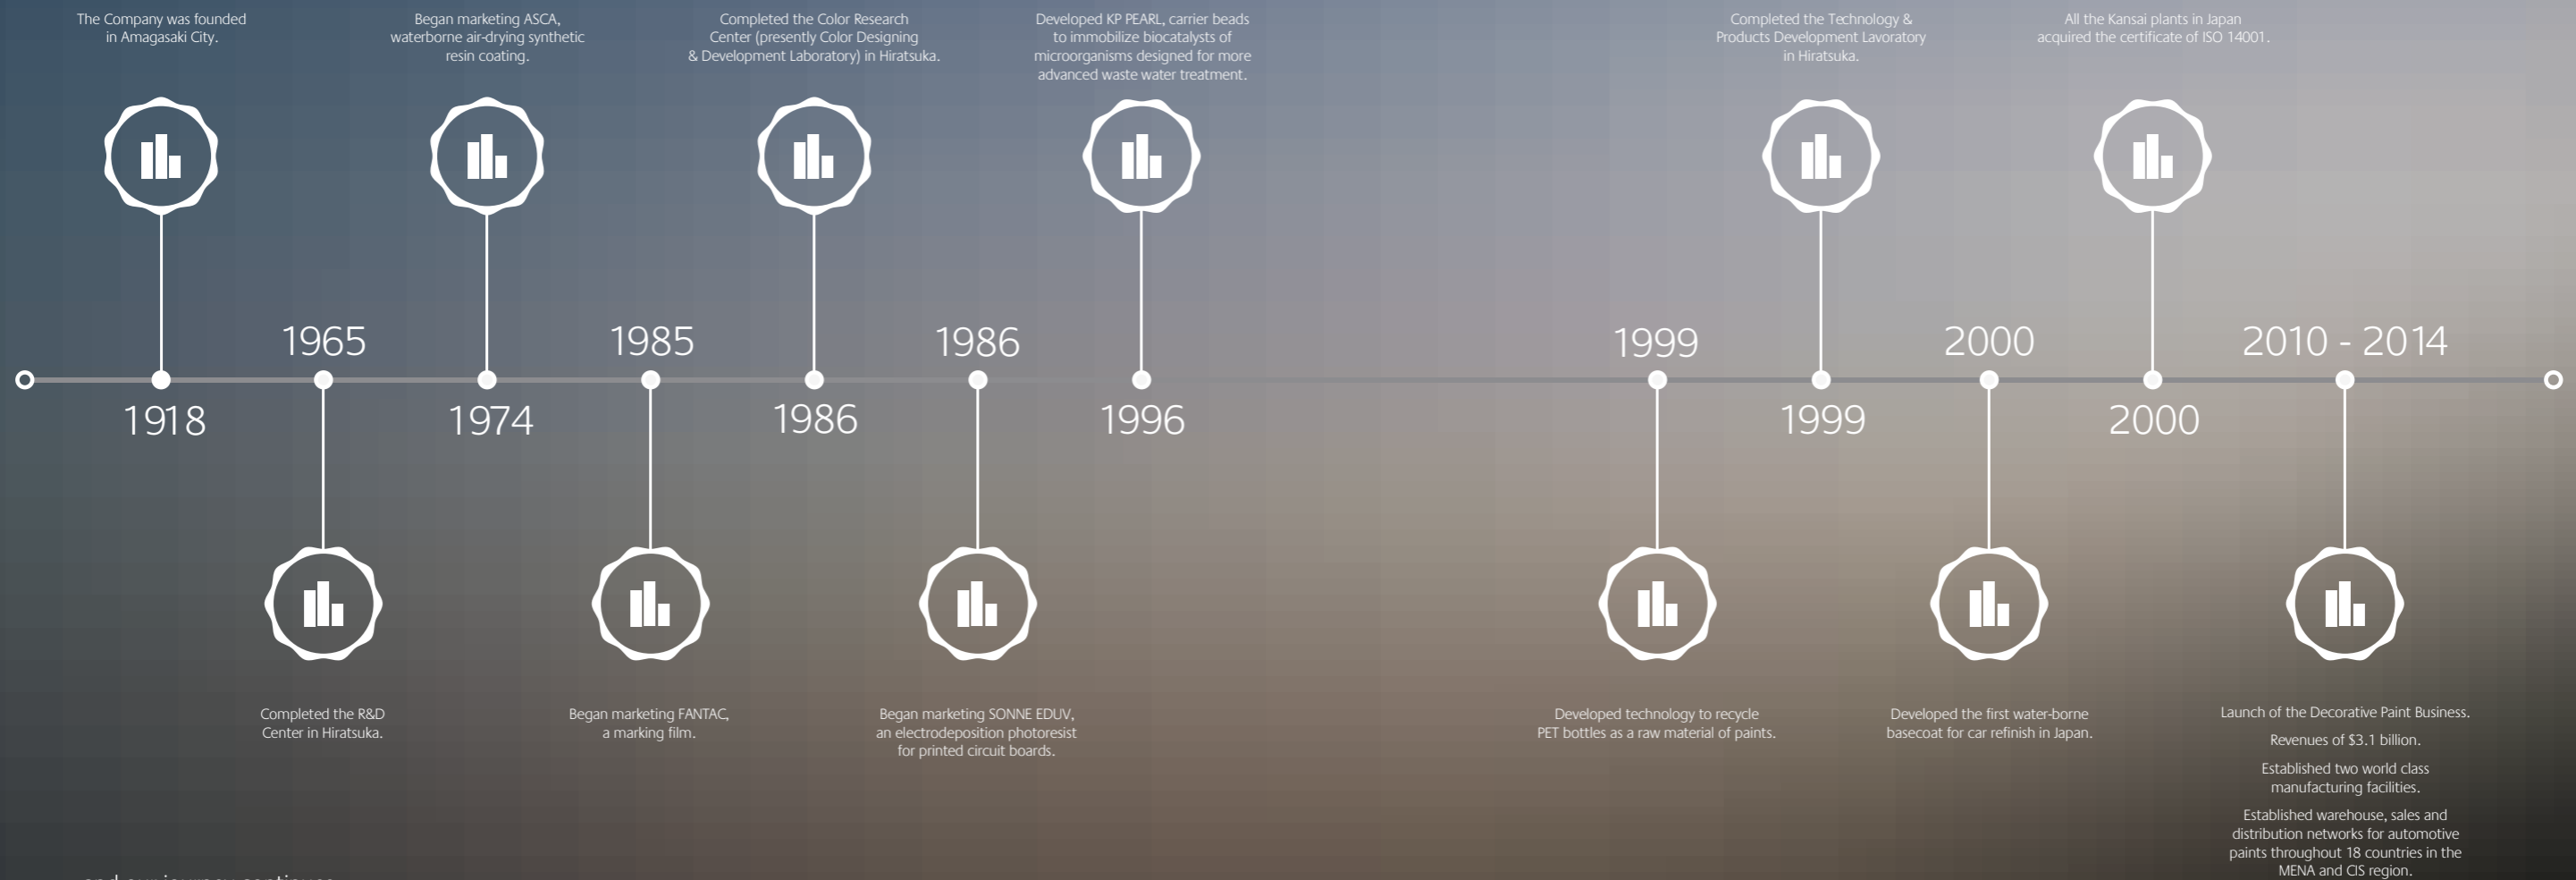 The Company was founded
in Amagasaki City.
Began marketing ASCA,
waterborne air-drying synthetic
resin coating.
Completed the Color Research
Center (presently Color Designing
& Development Laboratory) in Hiratsuka.
Developed KP PEARL, carrier beads
to immobilize biocatalysts of
microorganisms designed for more
advanced waste water treatment.
Completed the Technology &
Products Development Lavoratory
in Hiratsuka.
All the Kansai plants in Japan
acquired the certificate of ISO 14001.
1965
1985
1986
1999
2000
2010 - 2014
1918
1974
1986
1996
1999
2000
Completed the R&D
Center in Hiratsuka.
Began marketing FANTAC,
a marking film.
Began marketing SONNE EDUV,
an electrodeposition photoresist
for printed circuit boards.
Developed technology to recycle
PET bottles as a raw material of paints.
Developed the first water-borne
basecoat for car refinish in Japan.
Launch of the Decorative Paint Business.
Revenues of $3.1 billion.
Established two world class
manufacturing facilities.
Established warehouse, sales and
distribution networks for automotive
paints throughout 18 countries in the
MENA and CIS region.
and our journey continues